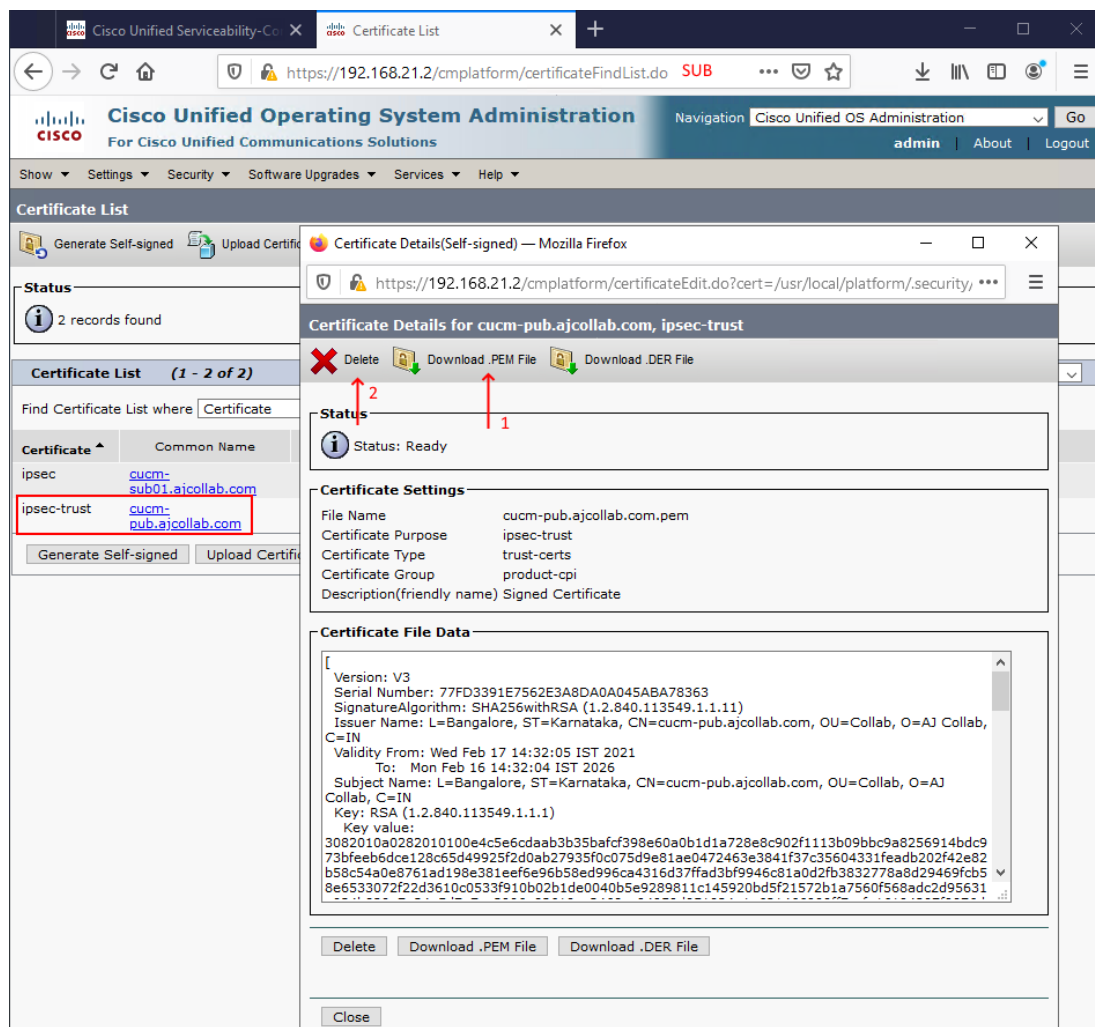 Cisco Unified Serviceability-Co
Certificate List
https://192.168.21.2/cmplatform/certificateFindList.do SUB
CISCO
Cisco Unified Operating System Administration
For Cisco Unified Communications Solutions
Navigation Cisco Unified OS Administration Go
admin | About | Logout
Show Settings Security Software Upgrades Services Help
Certificate List
Generate Self-signed Upload Certific
Status
2 records found
Certificate List (1 - 2 of 2)
Find Certificate List where Certificate
Certificate Common Name
ipsec cucm-
sub01.ajcollab.com
ipsec-trust cucm-
pub.ajcollab.com
Generate Self-signed Upload Certific
Certificate Details(Self-signed) — Mozilla Firefox
https://192.168.21.2/cmplatform/certificateEdit.do?cert=/usr/local/platform/.security/
Certificate Details for cucm-pub.ajcollab.com, ipsec-trust
Delete Download .PEM File Download .DER File
2
1
Status
Status: Ready
Certificate Settings
File Name cucm-pub.ajcollab.com.pem
Certificate Purpose ipsec-trust
Certificate Type trust-certs
Certificate Group product-cpi
Description(friendly name) Signed Certificate
Certificate File Data
[
Version: V3
Serial Number: 77FD3391E7562E3A8DA0A045ABA78363
SignatureAlgorithm: SHA256withRSA (1.2.840.113549.1.1.11)
Issuer Name: L=Bangalore, ST=Karnataka, CN=cucm-pub.ajcollab.com, OU=Collab, O=AJ Collab,
C=IN
Validity From: Wed Feb 17 14:32:05 IST 2021
To: Mon Feb 16 14:32:04 IST 2026
Subject Name: L=Bangalore, ST=Karnataka, CN=cucm-pub.ajcollab.com, OU=Collab, O=AJ
Collab, C=IN
Key: RSA (1.2.840.113549.1.1.1)
Key value:
3082010a0282010100e4c5e6cdaab3b35bafcf398e60a0b1d1a728e8c902f1113b09bbc9a8256914bdc9
73bfeeb6dce128c65d49925f2d0ab27935f0c075d9e81ae0472463e3841f37c35604331feadb202f42e82
b58c54a0e8761ad198e381eef6e96b58ed996ca4316d37ffad3bf9946c81a0d2fb3832778a8d29469fcb5
8e6533072f22d3610c0533f910b02b1de0040b5e9289811c145920bd5f21572b1a7560f568adc2d95631
Delete Download .PEM File Download .DER File
Close